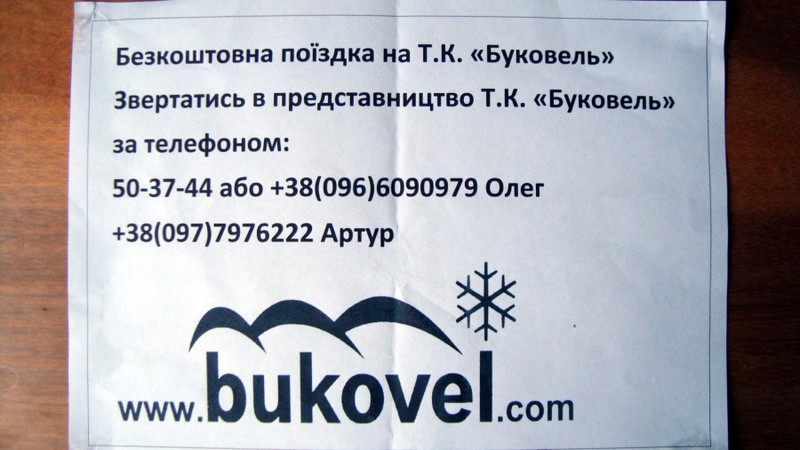 Безкоштовна поїздка на Т.К. «Буковель»
Звертатись в представництво Т.К. «Буковель»
за телефоном:
50-37-44 або +38(096)6090979 Олег
+38(097)7976222 Артур
www.bukovel.com